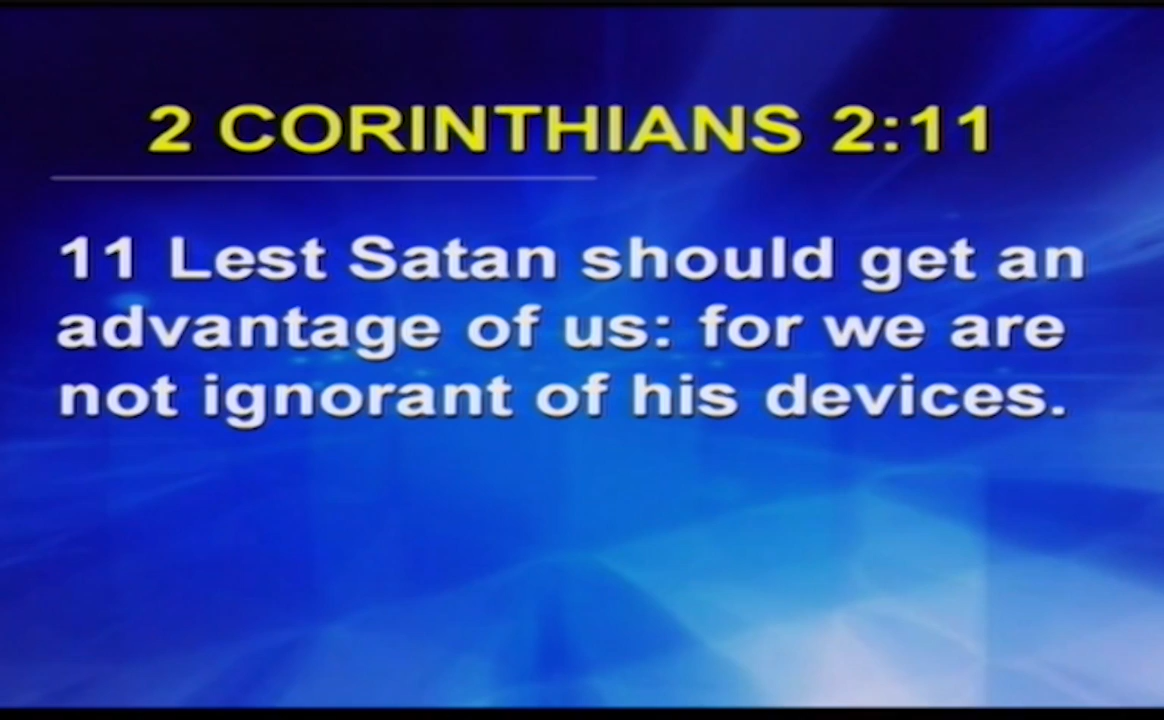 2 CORINTHIANS 2:11
11 Lest Satan should get an
advantage of us: for we are
not ignorant of his devices.